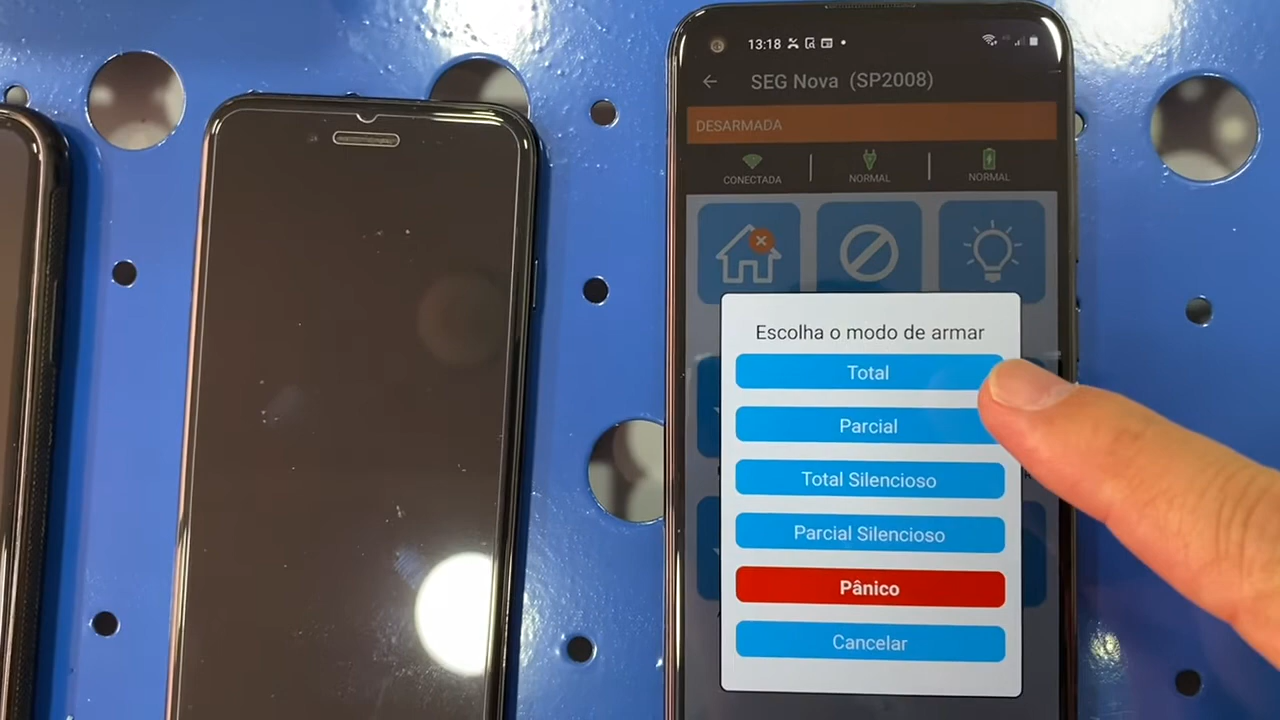 13:18
SEG Nova (SP2008)
DESARMADA
CONECTADA
NORMAL
NORMAL
Escolha o modo de armar
Total
Parcial
Total Silencioso
Parcial Silencioso
Pânico
Cancelar